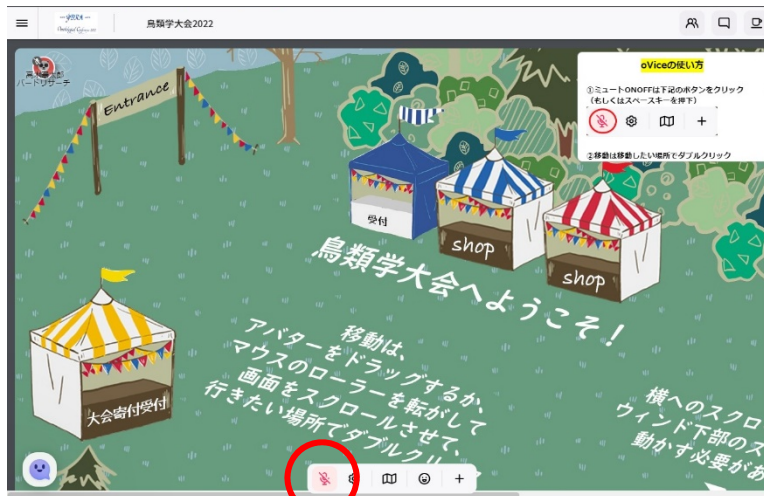 鳥類学大会2022
バードリサーチ
Entrance
oViceの使い方
①ミュートONOFFは下記のボタンをクリック
（もしくはスペースキーを押下）
②移動は移動したい場所でダブルクリック
受付
shop
shop
鳥類学大会へようこそ！
移動は、
アバターをドラッグするか、
マウスのローラーを転がして
画面をスクロールさせて、
行きたい場所でダブルクリ
大会寄付受付
横へのスクロ
ウィンド下部のス
動かす必要があ